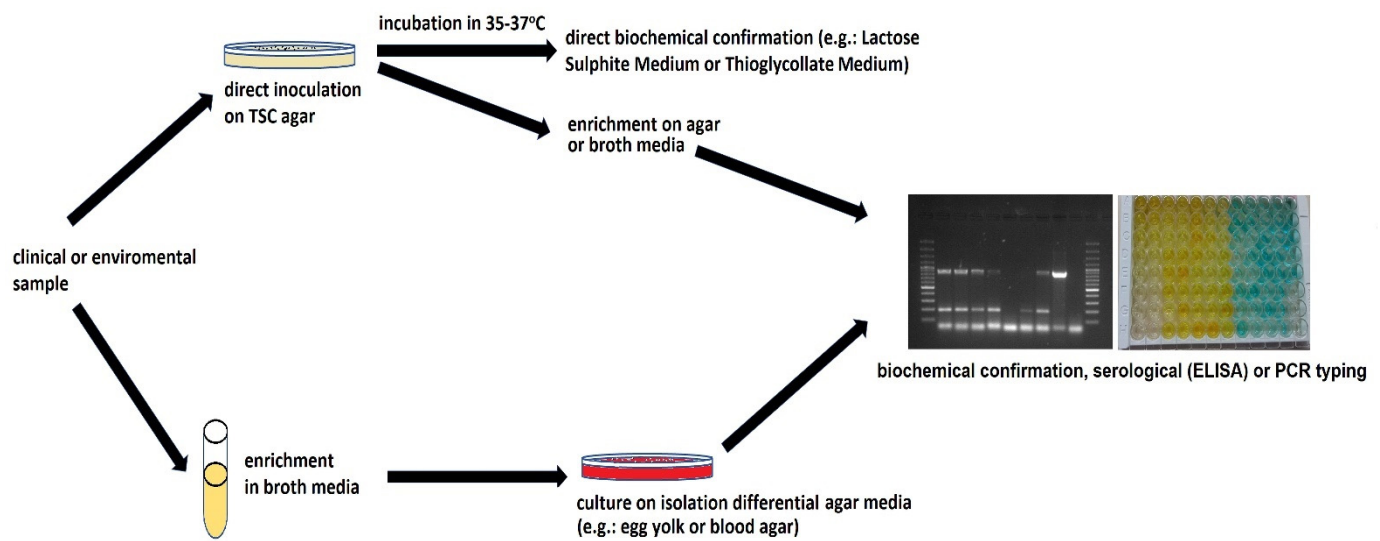 incubation in 35-37°C
direct biochemical confirmation (e.g.: Lactose
Sulphite Medium or Thioglycollate Medium)
direct inoculation
on TSC agar
enrichment on agar
or broth media
clinical or enviromental
sample
biochemical confirmation, serological (ELISA) or PCR typing
enrichment
in broth media
culture on isolation differential agar media
(e.g.: egg yolk or blood agar)